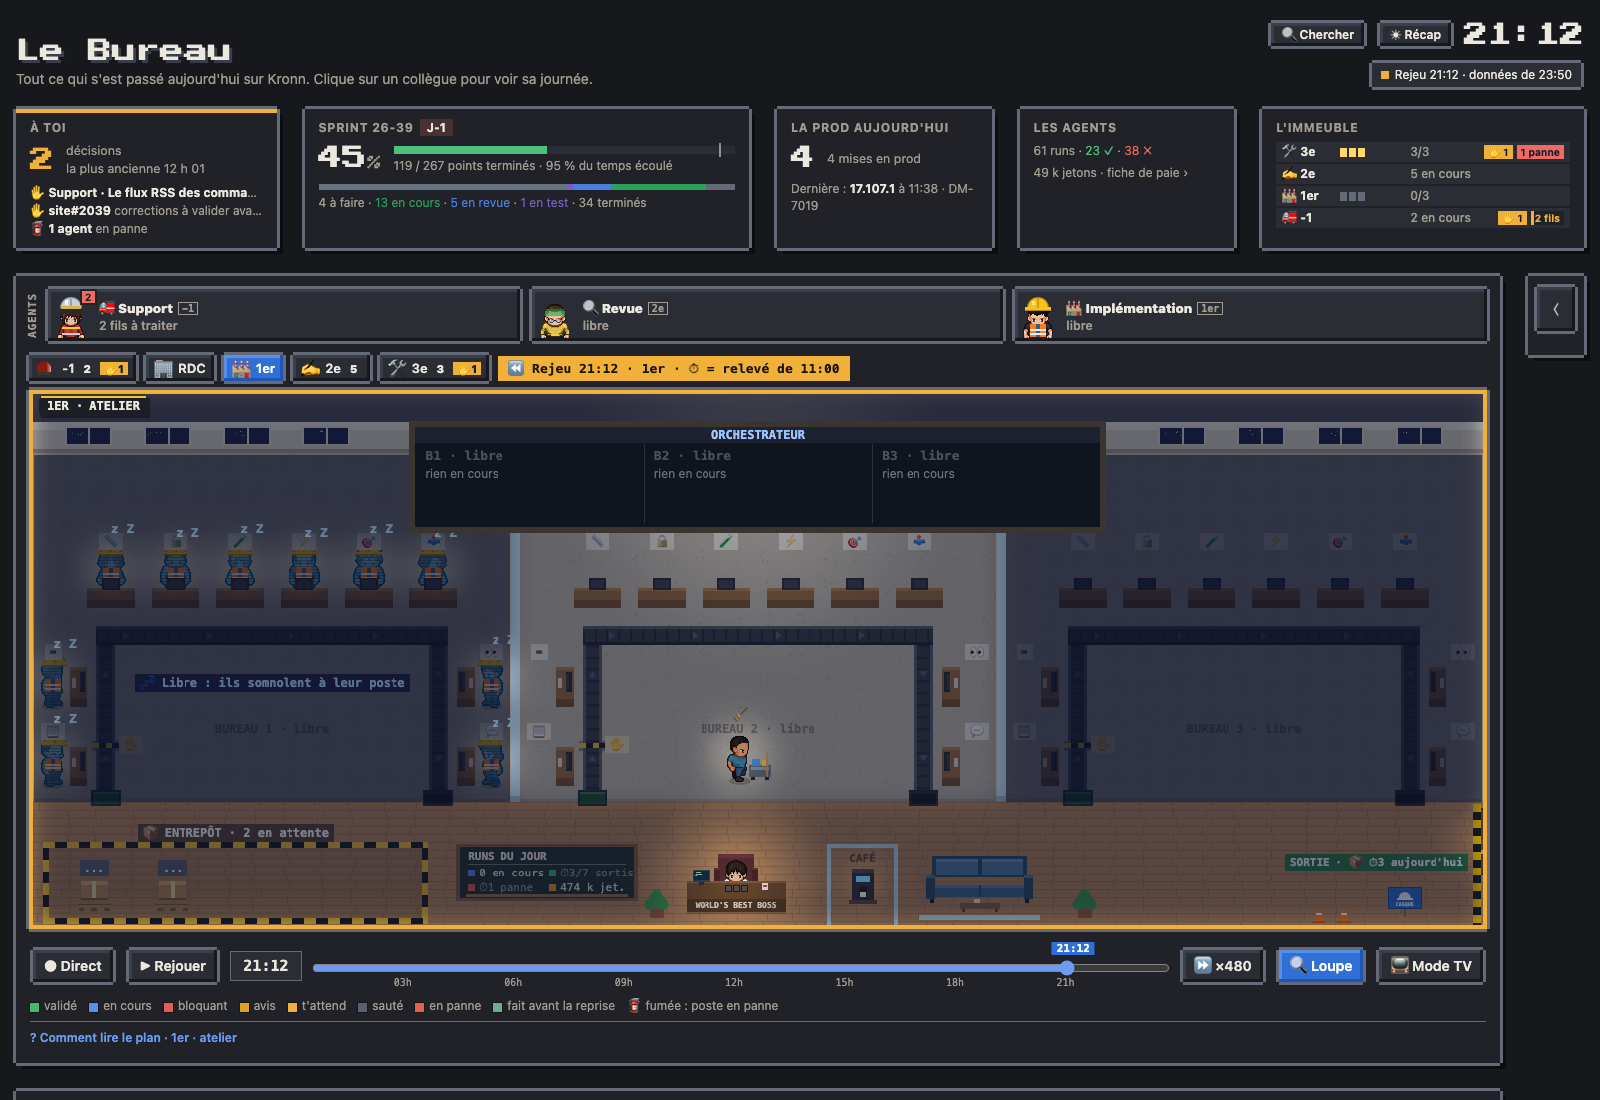 Le Bureau
Tout ce qui s'est passé aujourd'hui sur Kronn. Clique sur un collègue pour voir sa journée.
Chercher
Récap
21:12
Rejeu 21:12 · données de 23:50
À TOI
2 décisions
la plus ancienne 12 h 01
Support · Le flux RSS des comma…
site#2039 corrections à valider ava…
1 agent en panne
SPRINT 26-39 J-1
45%
119 / 267 points terminés · 95 % du temps écoulé
4 à faire · 13 en cours · 5 en revue · 1 en test · 34 terminés
LA PROD AUJOURD'HUI
4 4 mises en prod
Dernière : 17.107.1 à 11:38 · DM-
7019
LES AGENTS
61 runs · 23 ✓ · 38 ✕
49 k jetons · fiche de paie ›
L'IMMEUBLE
3e 3/3 1 1 panne
2e 5 en cours
1er 0/3
-1 2 en cours 1 2 fils
AGENTS
2
Support -1
2 fils à traiter
Revue 2e
libre
Implémentation 1er
libre
-1 2 1
RDC
1er
2e 5
3e 3 1
Rejeu 21:12 · 1er · ⏱ = relevé de 11:00
1ER · ATELIER
ORCHESTRATEUR
B1 · libre
rien en cours
B2 · libre
rien en cours
B3 · libre
rien en cours
z Z z Z z Z z Z z Z z Z
z Z
z Z
Libre : ils somnolent à leur poste
z Z
z Z
BUREAU 1 · libre
BUREAU 2 · libre
BUREAU 3 · libre
ENTREPÔT · 2 en attente
RUNS DU JOUR
0 en cours ⏱3/7 sortis
⏱1 panne 474 k jet.
WORLD'S BEST BOSS
CAFÉ
SORTIE · ⏱3 aujourd'hui
CASQUE
Direct
Rejouer
21:12
21:12
03h 06h 09h 12h 15h 18h 21h
×480
Loupe
Mode TV
validé en cours bloquant avis t'attend sauté en panne fait avant la reprise fumée : poste en panne
? Comment lire le plan · 1er · atelier